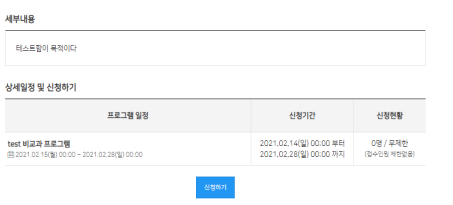 세부내용
테스트함이 목적이다
상세일정 및 신청하기
프로그램 일정 신청기간 신청현황
test 비교과 프로그램
2021.02.15(월) 00:00 ~ 2021.02.28(일) 00:00
2021.02.14(일) 00:00 부터
2021.02.28(일) 00:00 까지
0명 / 무제한
(접수인원 제한없음)
신청하기